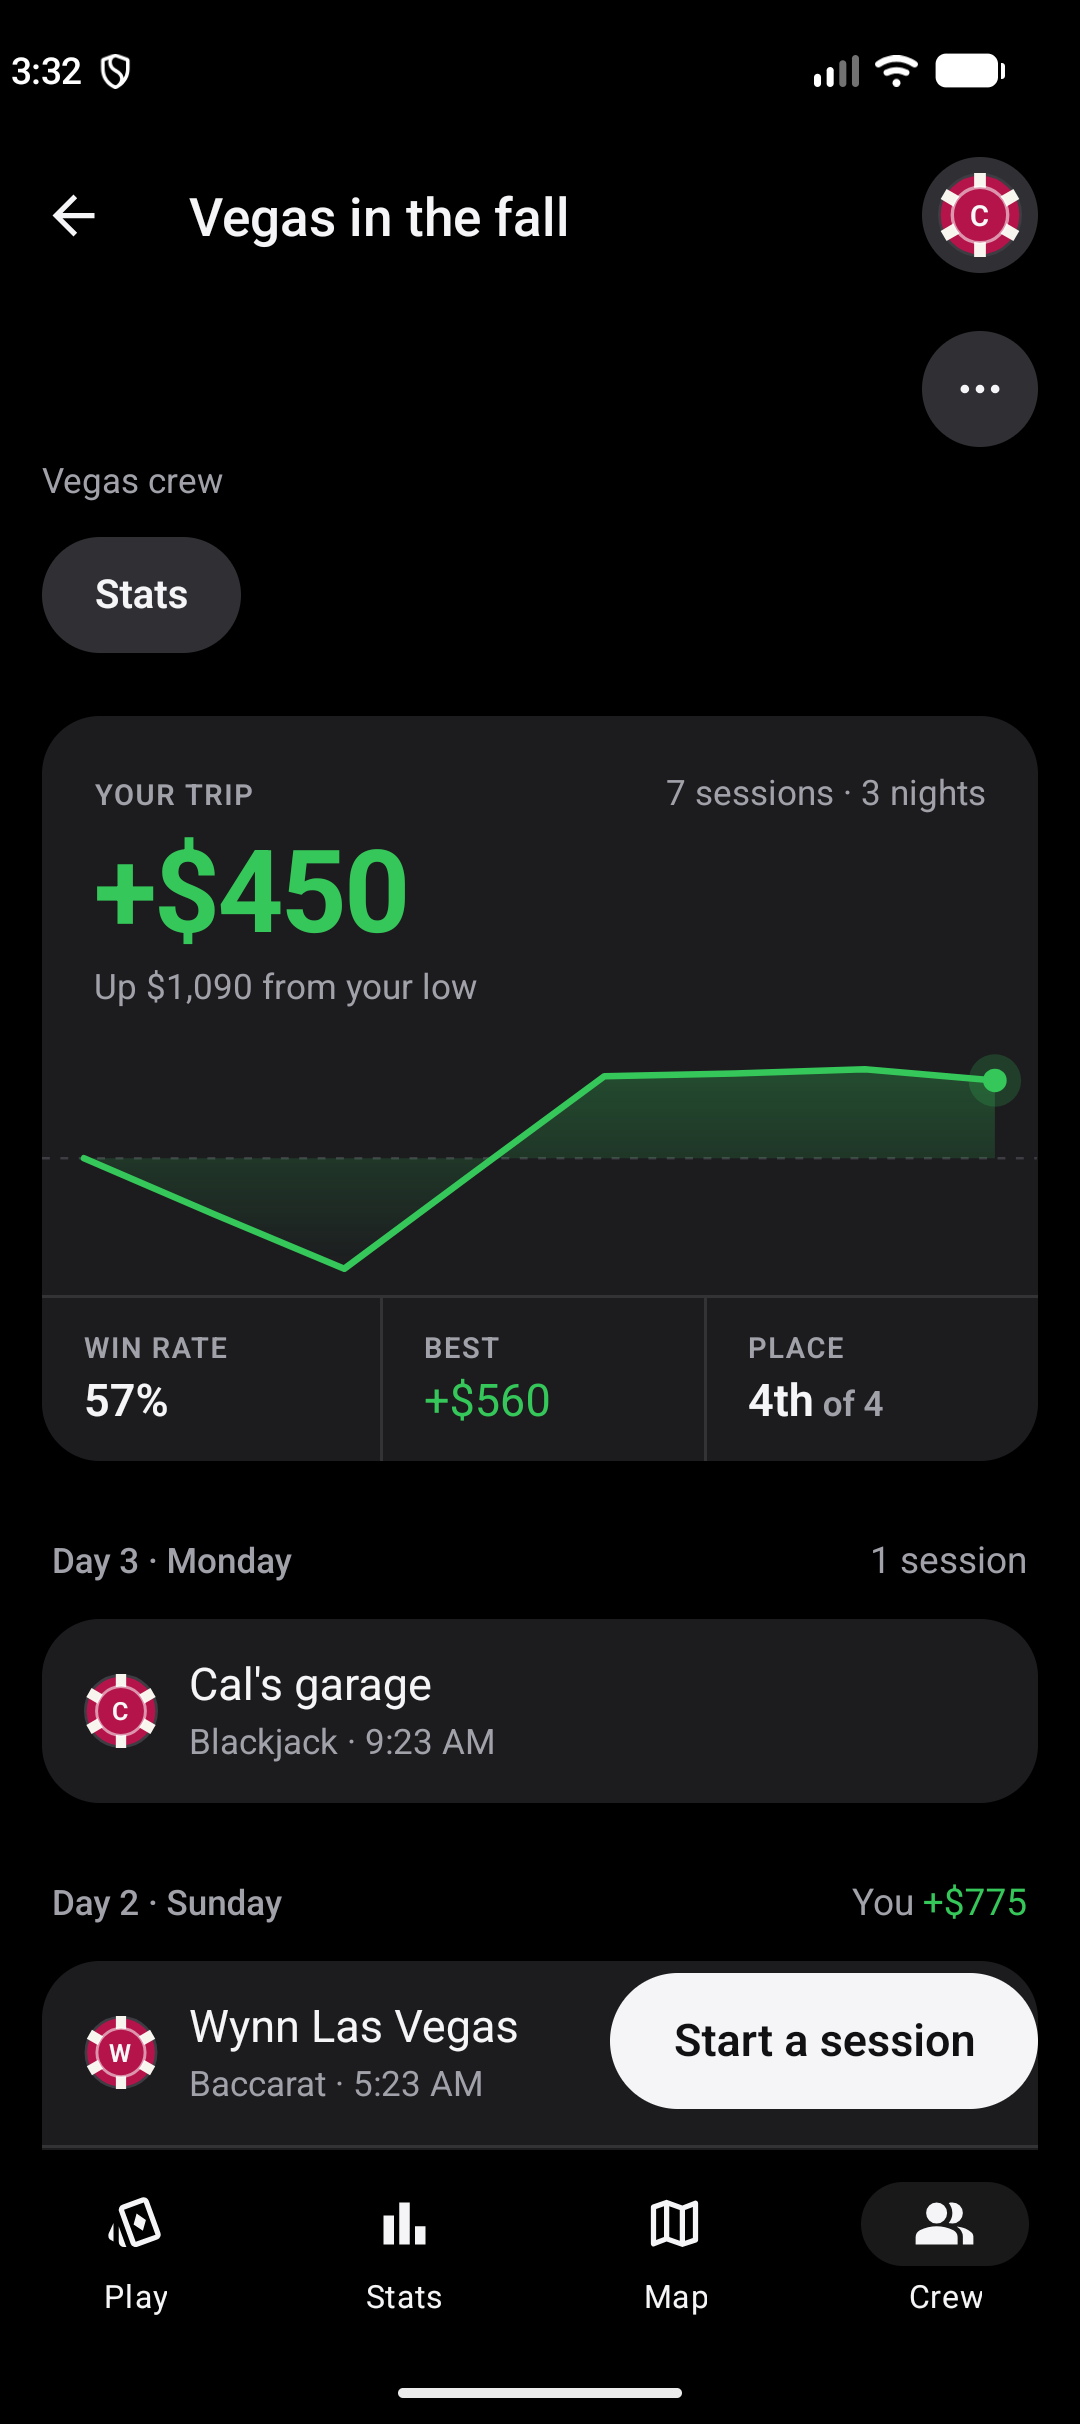 3:32
Vegas in the fall
C
Vegas crew
Stats
YOUR TRIP
7 sessions · 3 nights
+$450
Up $1,090 from your low
WIN RATE
57%
BEST
+$560
PLACE
4th of 4
Day 3 · Monday
1 session
C
Cal's garage
Blackjack · 9:23 AM
Day 2 · Sunday
You +$775
W
Wynn Las Vegas
Baccarat · 5:23 AM
Start a session
Play
Stats
Map
Crew